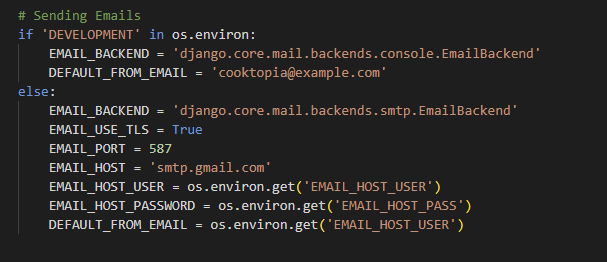 # Sending Emails
if 'DEVELOPMENT' in os.environ:
    EMAIL_BACKEND = 'django.core.mail.backends.console.EmailBackend'
    DEFAULT_FROM_EMAIL = 'cooktopia@example.com'
else:
    EMAIL_BACKEND = 'django.core.mail.backends.smtp.EmailBackend'
    EMAIL_USE_TLS = True
    EMAIL_PORT = 587
    EMAIL_HOST = 'smtp.gmail.com'
    EMAIL_HOST_USER = os.environ.get('EMAIL_HOST_USER')
    EMAIL_HOST_PASSWORD = os.environ.get('EMAIL_HOST_PASS')
    DEFAULT_FROM_EMAIL = os.environ.get('EMAIL_HOST_USER')